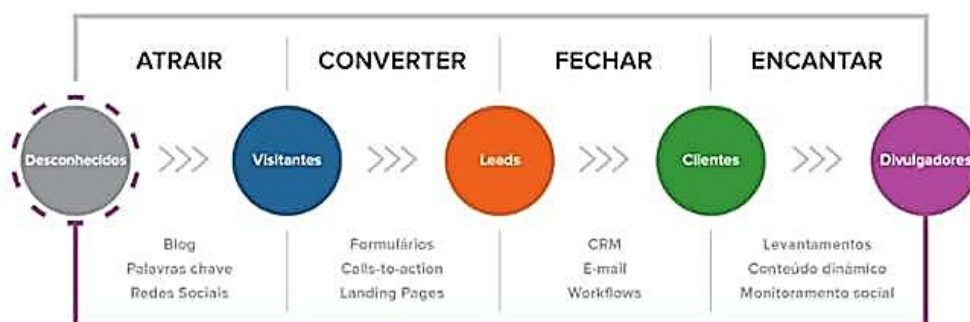 ATRAIR
CONVERTER
FECHAR
ENCANTAR
Desconhecidos
Visitantes
Leads
Clientes
Divulgadores
Blog
Palavras chave
Redes Sociais
Formulários
Calls-to-action
Landing Pages
CRM
E-mail
Workflows
Levantamentos
Conteúdo dinámico
Monitoramento social